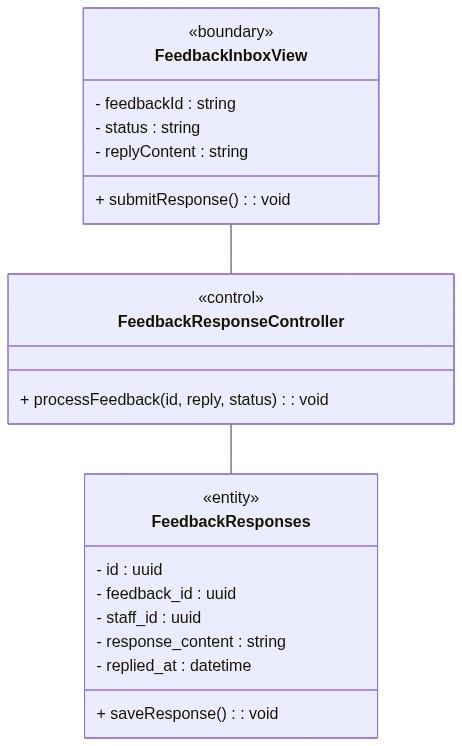 «boundary»
FeedbackInboxView
- feedbackId : string
- status : string
- replyContent : string
+ submitResponse() : : void
«control»
FeedbackResponseController
+ processFeedback(id, reply, status) : : void
«entity»
FeedbackResponses
- id : uuid
- feedback_id : uuid
- staff_id : uuid
- response_content : string
- replied_at : datetime
+ saveResponse() : : void